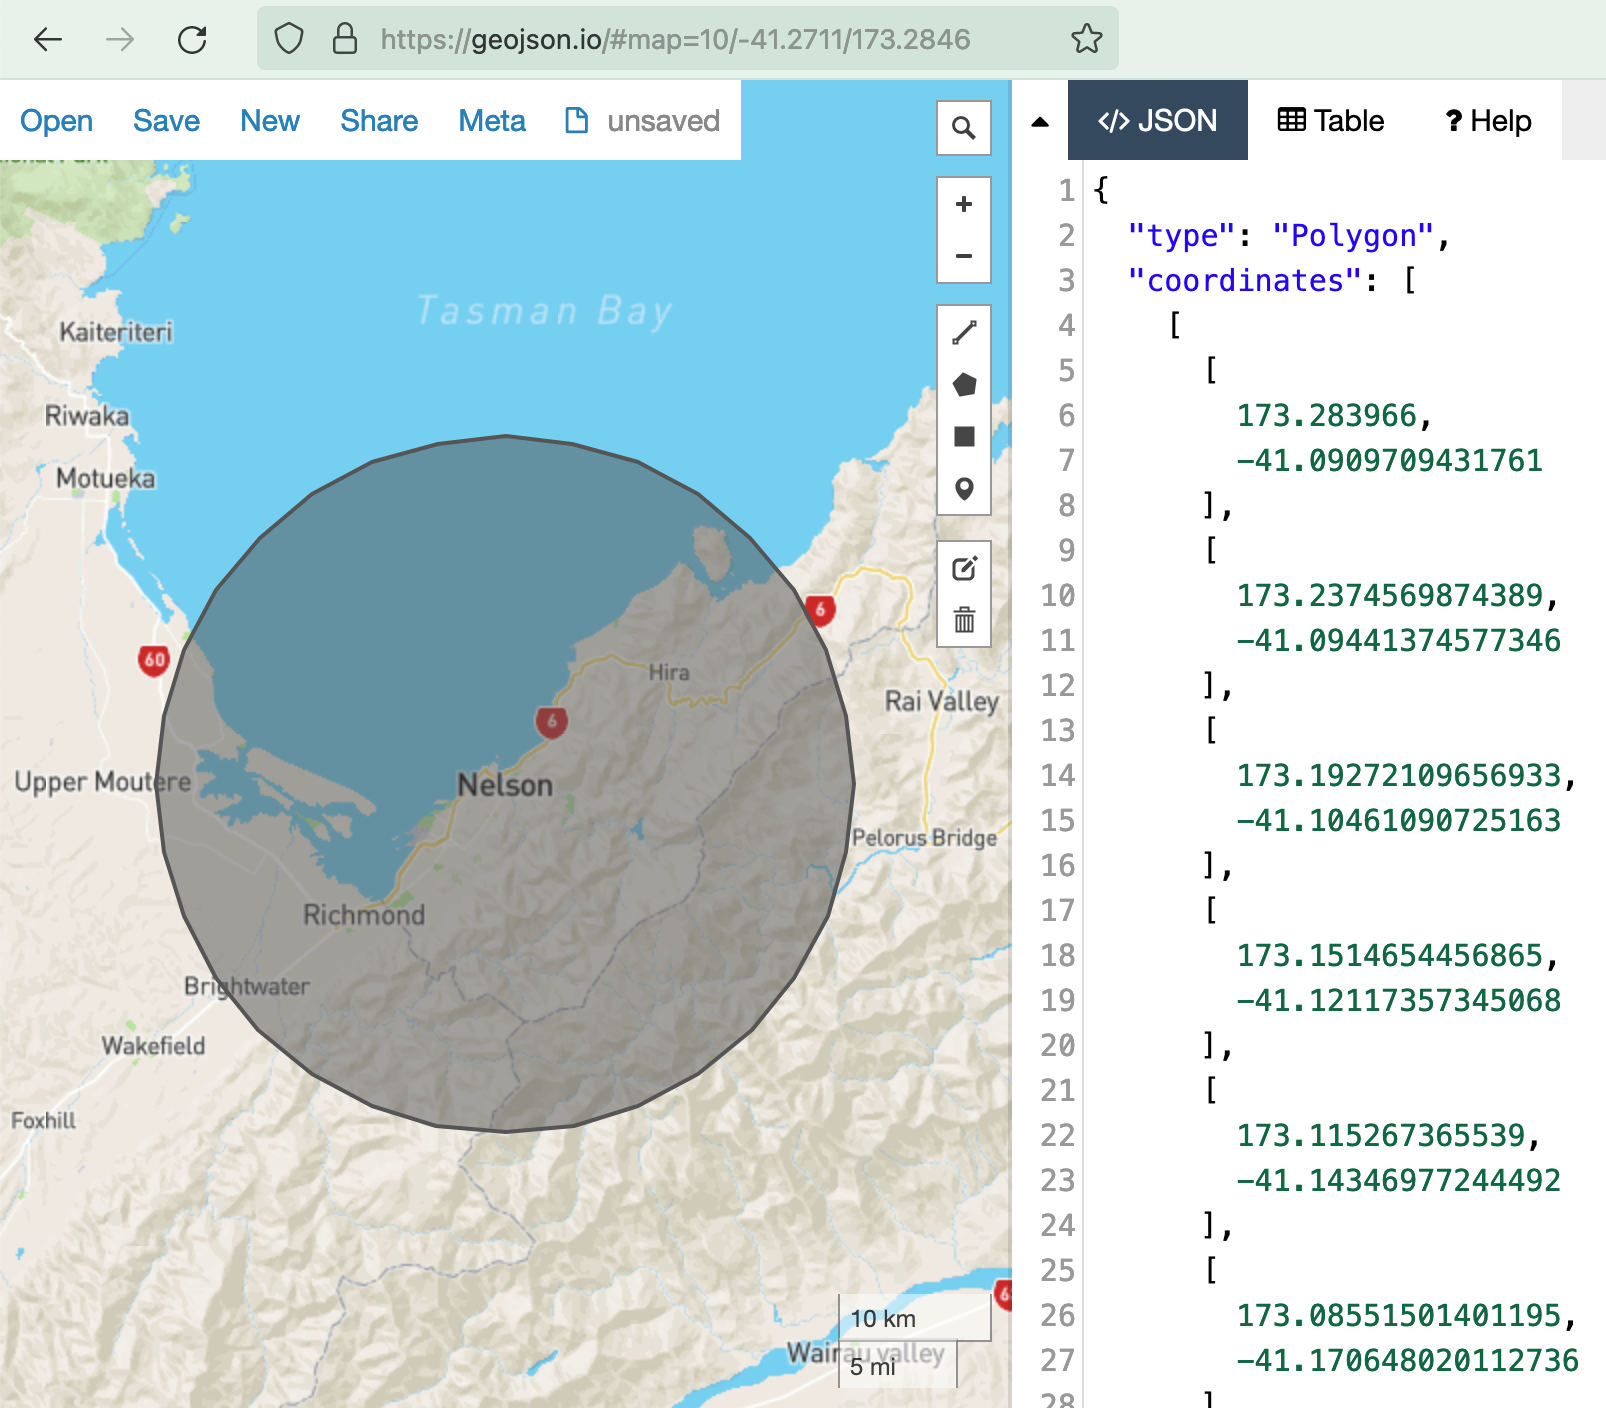 https://geojson.io/#map=10/-41.2711/173.2846
Open Save New Share Meta unsaved
</> JSON Table ? Help
Tasman Bay
Kaiteriteri
Riwaka
Motueka
60
6
Hira
Rai Valley
6
Upper Moutere
Nelson
Pelorus Bridge
Richmond
Brightwater
Wakefield
Foxhill
10 km
Wairau valley
5 mi
1 {
2 "type": "Polygon",
3 "coordinates": [
4 [
5 [
6 173.283966,
7 -41.0909709431761
8 ],
9 [
10 173.2374569874389,
11 -41.09441374577346
12 ],
13 [
14 173.19272109656933,
15 -41.10461090725163
16 ],
17 [
18 173.1514654456865,
19 -41.12117357345068
20 ],
21 [
22 173.115267365539,
23 -41.14346977244492
24 ],
25 [
26 173.08551501401195,
27 -41.170648020112736
28 ]